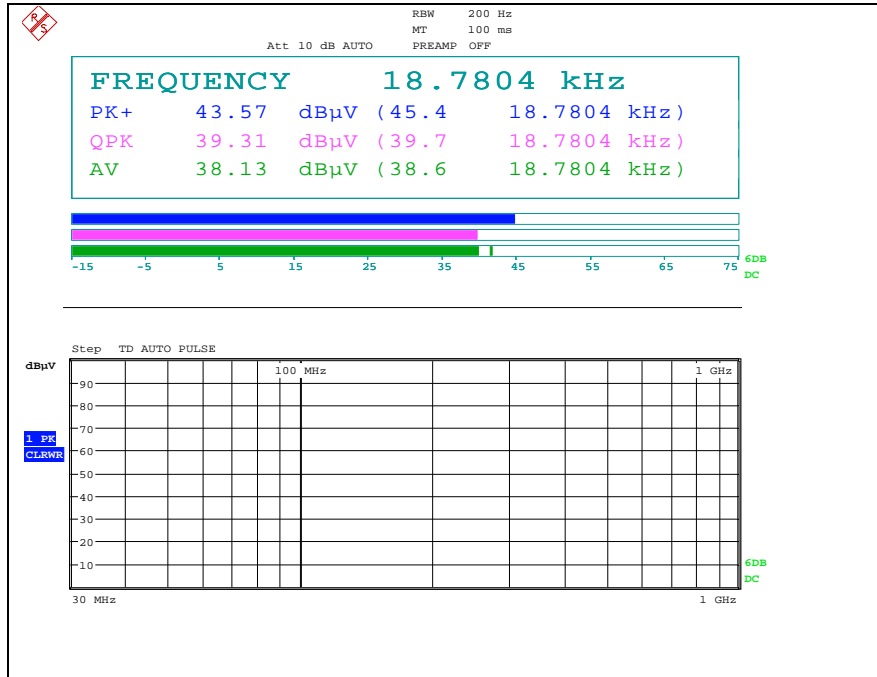 R S
RBW 200 Hz
MT 100 ms
Att 10 dB AUTO PREAMP OFF
FREQUENCY 18.7804 kHz
PK+ 43.57 dBµV (45.4 18.7804 kHz)
QPK 39.31 dBµV (39.7 18.7804 kHz)
AV 38.13 dBµV (38.6 18.7804 kHz)
-15 -5 5 15 25 35 45 55 65 75
6DB
DC
Step TD AUTO PULSE
dBµV
100 MHz 1 GHz
90
80
70
1 PK
CLRWR
60
50
40
30
20
10
6DB
DC
30 MHz 1 GHz